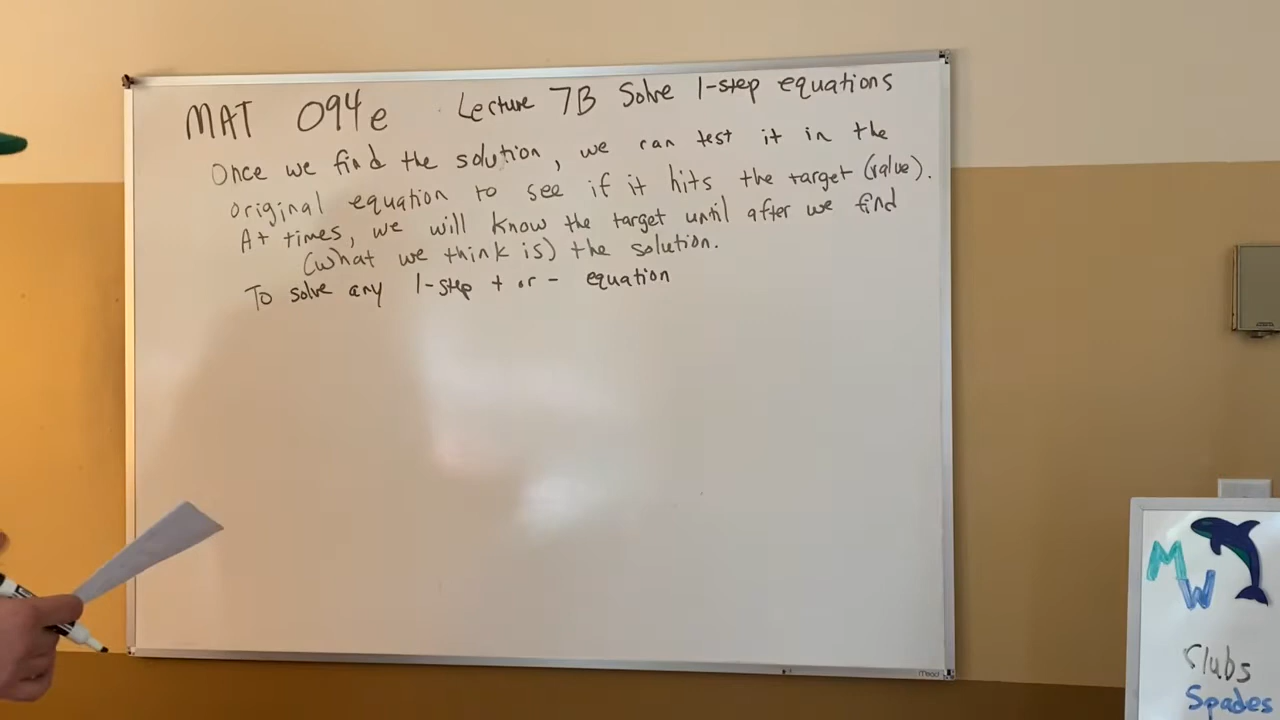 MAT 094e Lecture 7B Solve 1-step equations
Once we find the solution, we can test it in the
original equation to see if it hits the target (value).
At times, we will know the target until after we find
(what we think is) the solution.
To solve any 1-step + or - equation
Mead
MW
Clubs
Spades